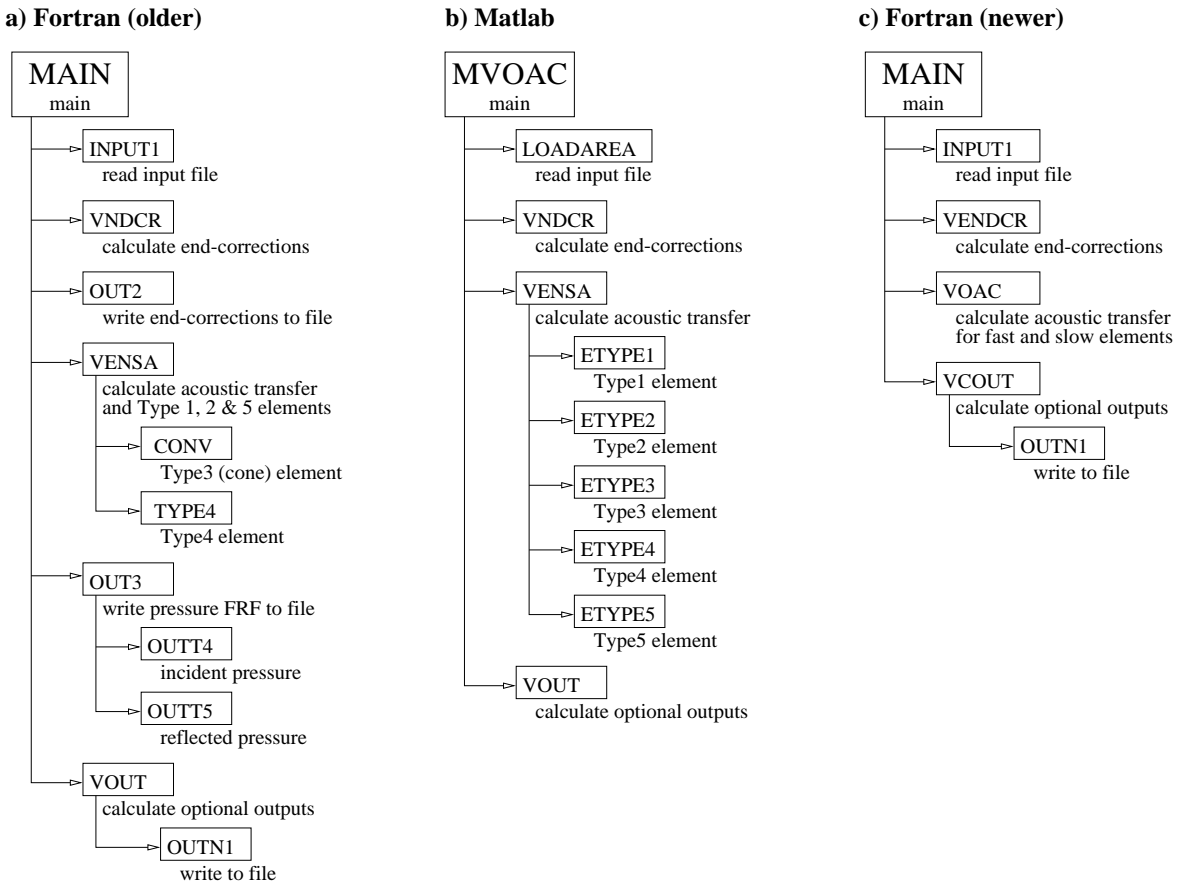 a) Fortran (older)
MAIN
main
INPUT1
read input file
VNDCR
calculate end-corrections
OUT2
write end-corrections to file
VENSA
calculate acoustic transfer
and Type 1, 2 & 5 elements
CONV
Type3 (cone) element
TYPE4
Type4 element
OUT3
write pressure FRF to file
OUTT4
incident pressure
OUTT5
reflected pressure
VOUT
calculate optional outputs
OUTN1
write to file
b) Matlab
MVOAC
main
LOADAREA
read input file
VNDCR
calculate end-corrections
VENSA
calculate acoustic transfer
ETYPE1
Type1 element
ETYPE2
Type2 element
ETYPE3
Type3 element
ETYPE4
Type4 element
ETYPE5
Type5 element
VOUT
calculate optional outputs
c) Fortran (newer)
MAIN
main
INPUT1
read input file
VENDCR
calculate end-corrections
VOAC
calculate acoustic transfer
for fast and slow elements
VCOUT
calculate optional outputs
OUTN1
write to file